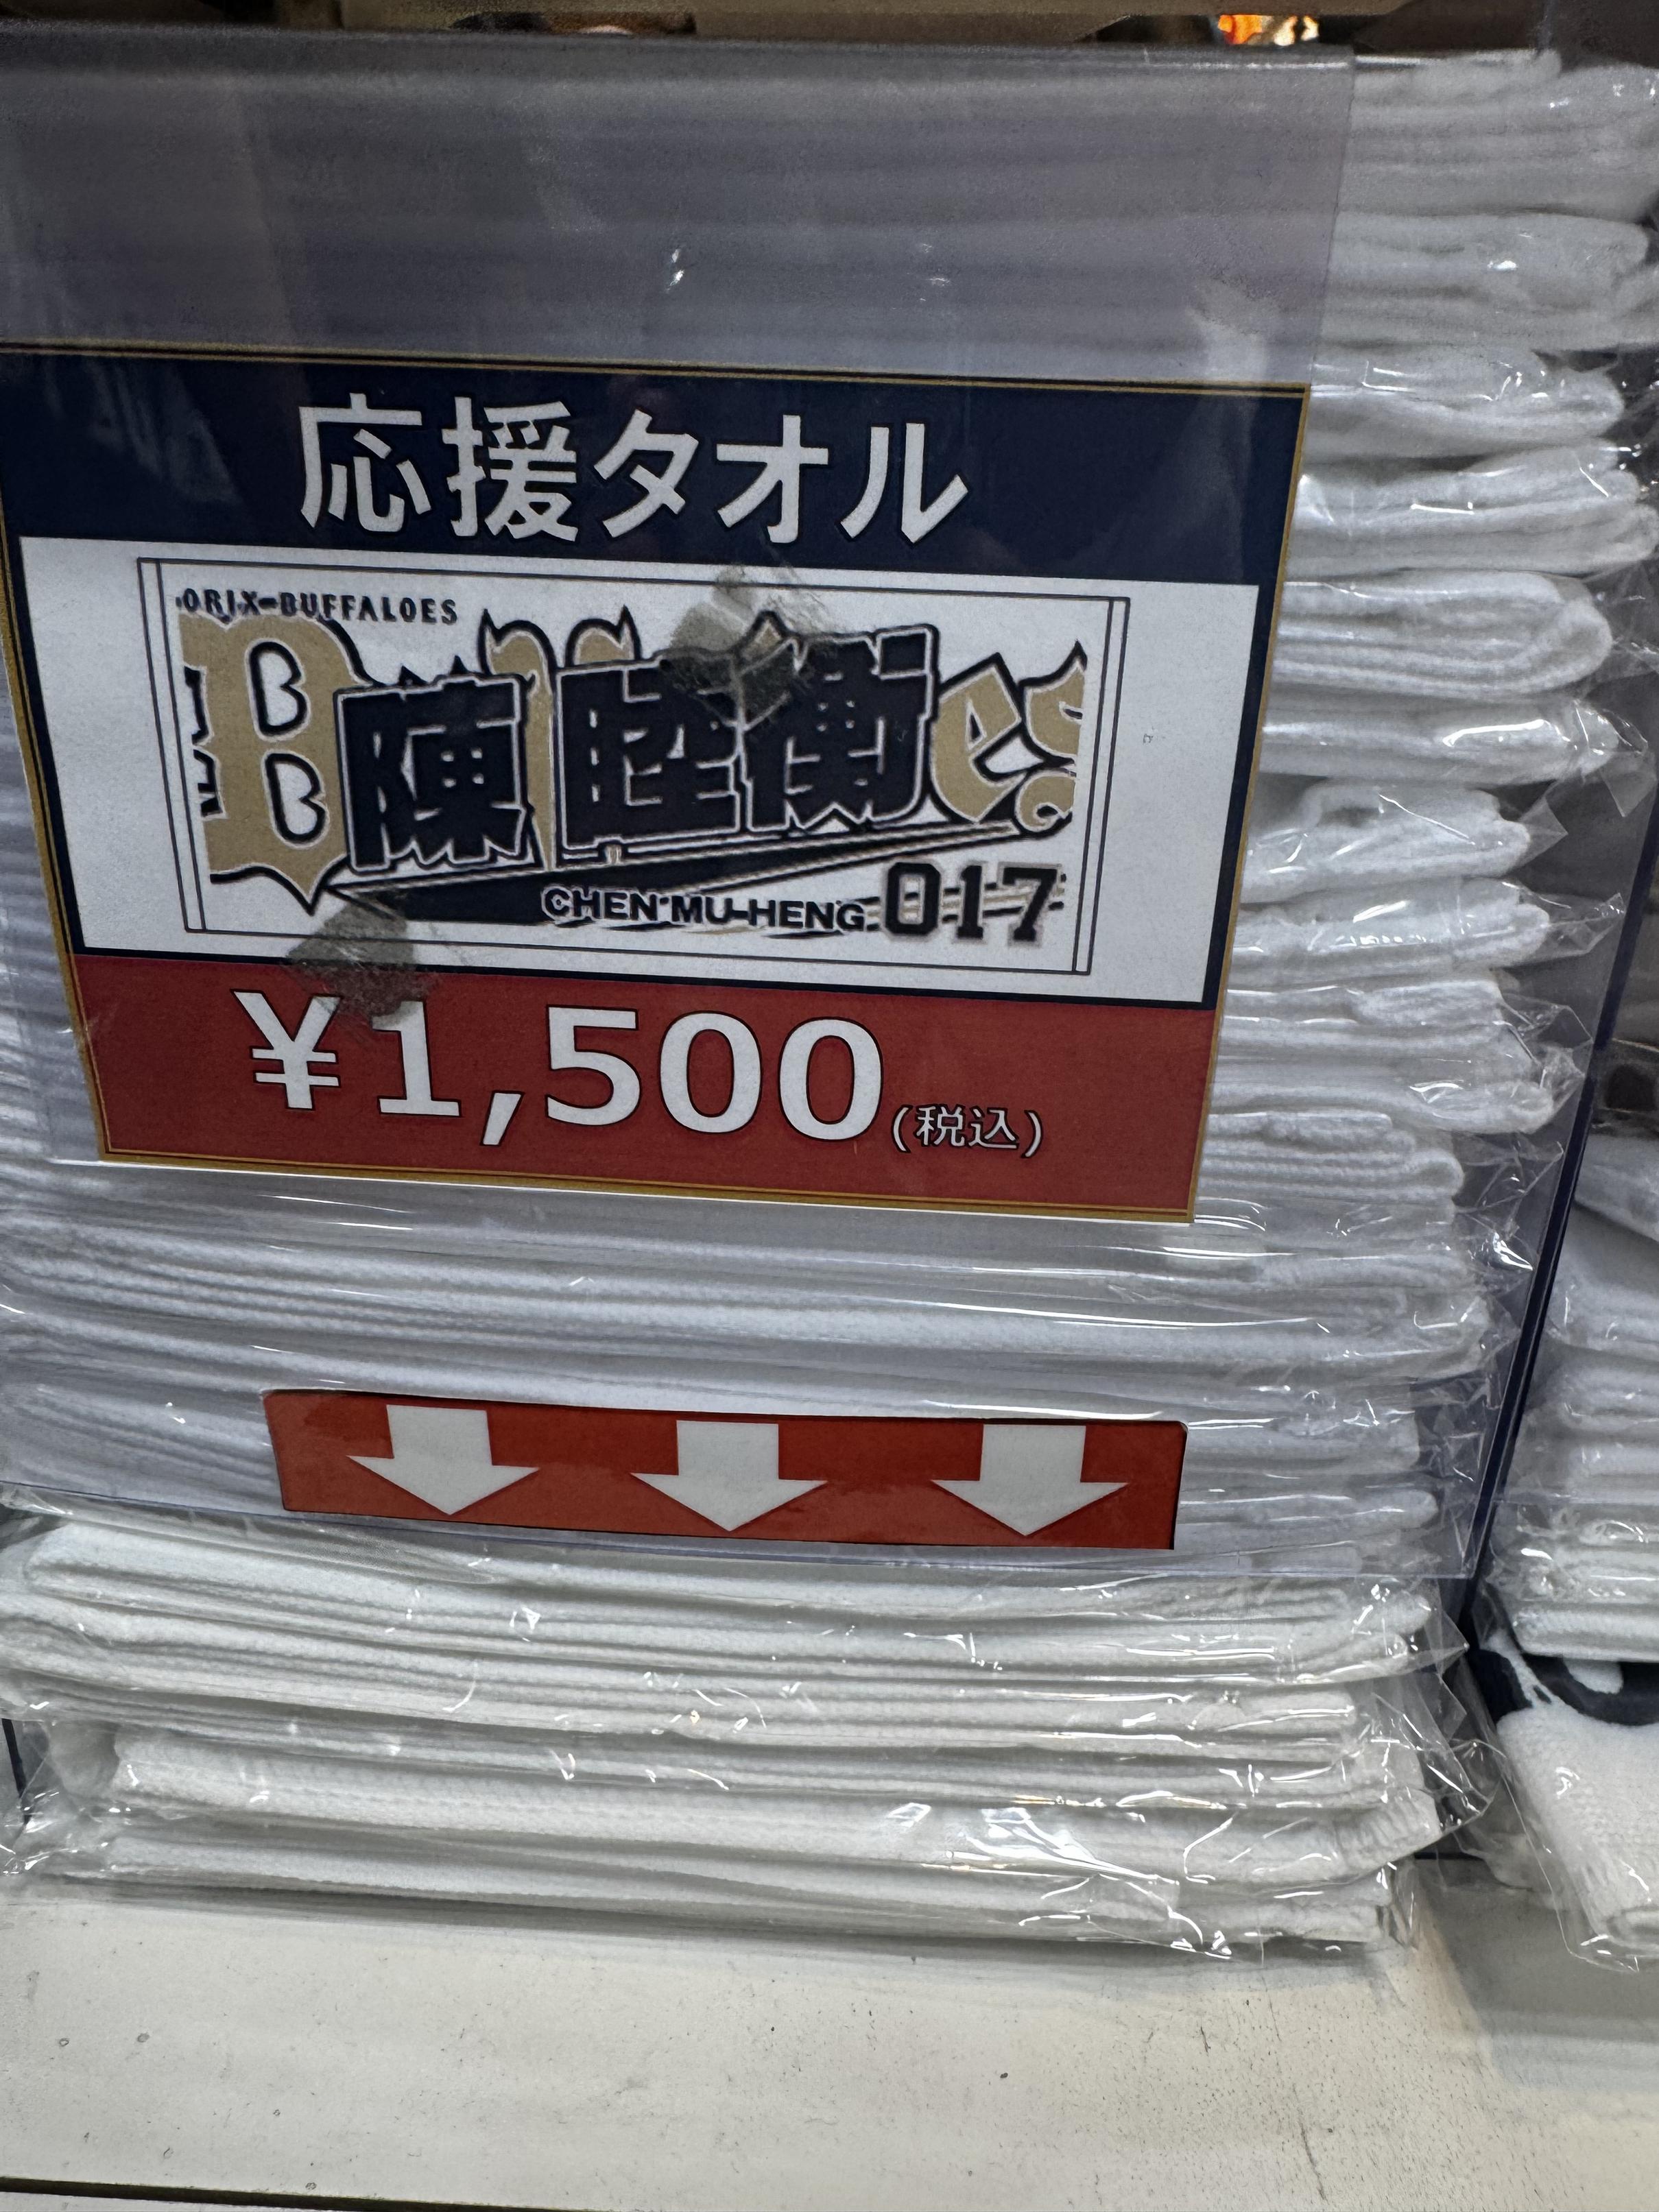 応援タオル
ORIX-BUFFALOES
陳睦衡
CHEN MU-HENG 017
¥1,500(税込)